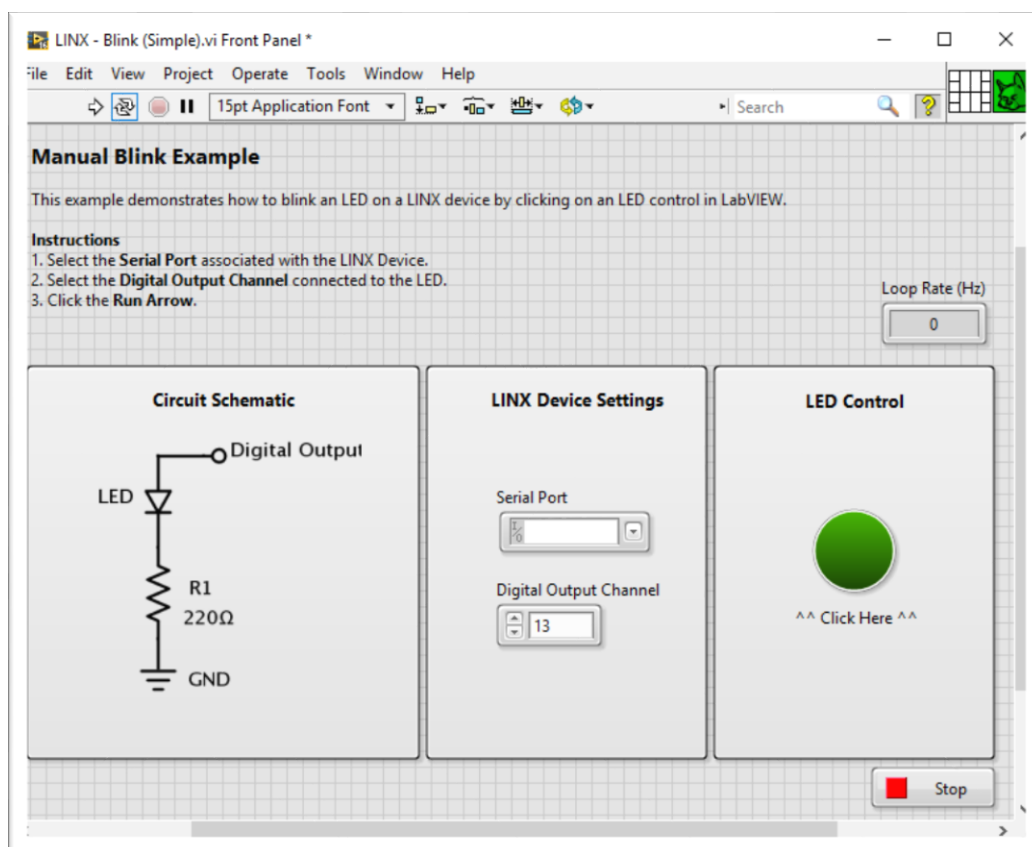 LINX - Blink (Simple).vi Front Panel *
File Edit View Project Operate Tools Window Help
15pt Application Font
Search
Manual Blink Example
This example demonstrates how to blink an LED on a LINX device by clicking on an LED control in LabVIEW.
Instructions
1. Select the Serial Port associated with the LINX Device.
2. Select the Digital Output Channel connected to the LED.
3. Click the Run Arrow.
Loop Rate (Hz)
0
Circuit Schematic
Digital Output
LED
R1
220Ω
GND
LINX Device Settings
Serial Port
I/O
Digital Output Channel
13
LED Control
^^ Click Here ^^
Stop